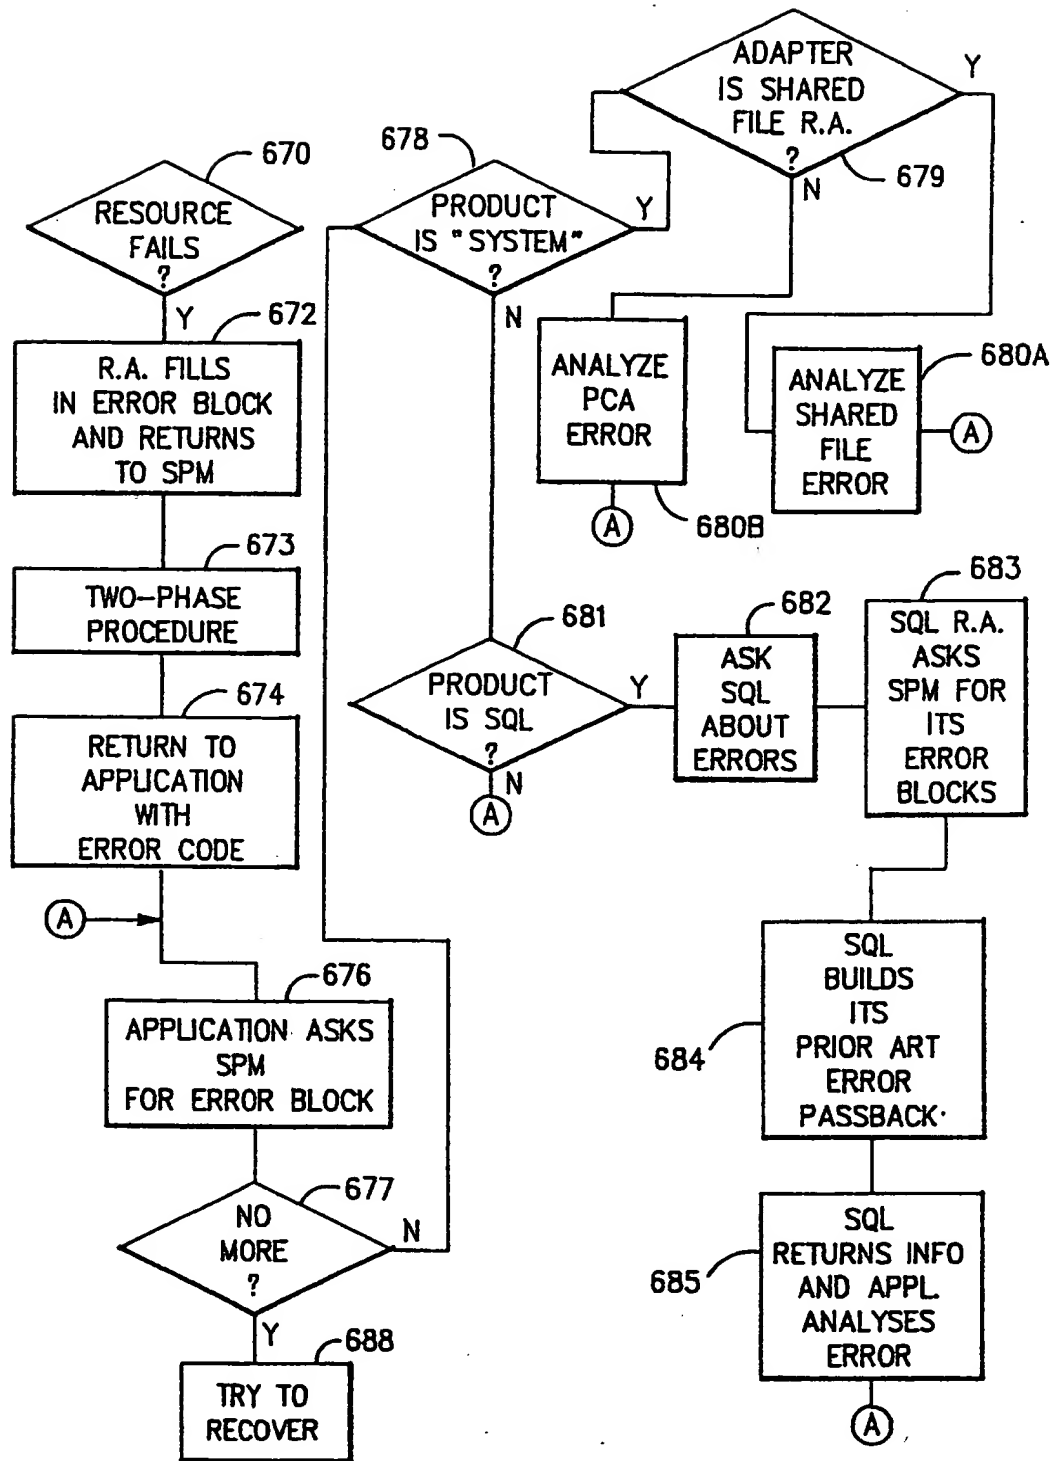 670
RESOURCE
FAILS
?
Y
672
R.A. FILLS
IN ERROR BLOCK
AND RETURNS
TO SPM
673
TWO-PHASE
PROCEDURE
674
RETURN TO
APPLICATION
WITH
ERROR CODE
A
676
APPLICATION ASKS
SPM
FOR ERROR BLOCK
677
NO
MORE
?
N
Y
688
TRY TO
RECOVER
678
PRODUCT
IS "SYSTEM"
?
Y
N
ADAPTER
IS SHARED
FILE R.A.
?
Y
N
679
ANALYZE
PCA
ERROR
680B
A
ANALYZE
SHARED
FILE
ERROR
680A
A
681
PRODUCT
IS SQL
?
Y
N
A
682
ASK
SQL
ABOUT
ERRORS
683
SQL R.A.
ASKS
SPM FOR
ITS
ERROR
BLOCKS
684
SQL
BUILDS
ITS
PRIOR ART
ERROR
PASSBACK
685
SQL
RETURNS INFO
AND APPL.
ANALYSES
ERROR
A